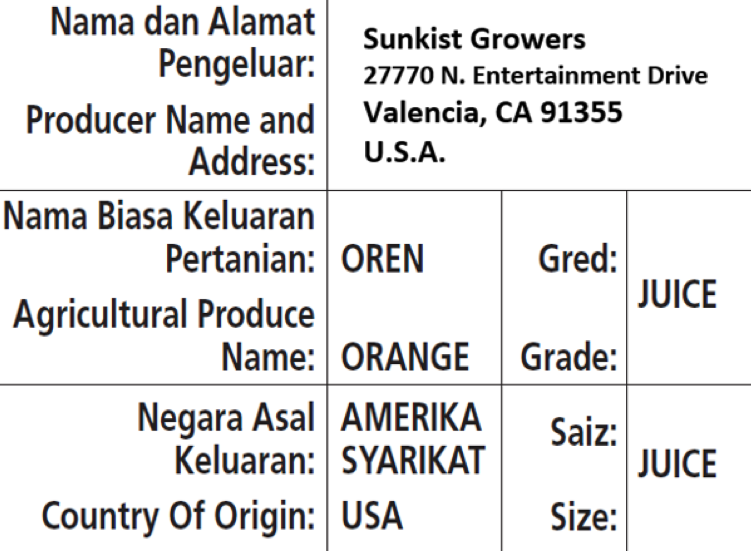 Nama dan Alamat
Pengeluar:
Producer Name and
Address:
Sunkist Growers
27770 N. Entertainment Drive
Valencia, CA 91355
U.S.A.
Nama Biasa Keluaran
Pertanian:
Agricultural Produce
Name:
OREN
ORANGE
Gred:
Grade:
JUICE
Negara Asal
Keluaran:
Country Of Origin:
AMERIKA
SYARIKAT
USA
Saiz:
Size:
JUICE